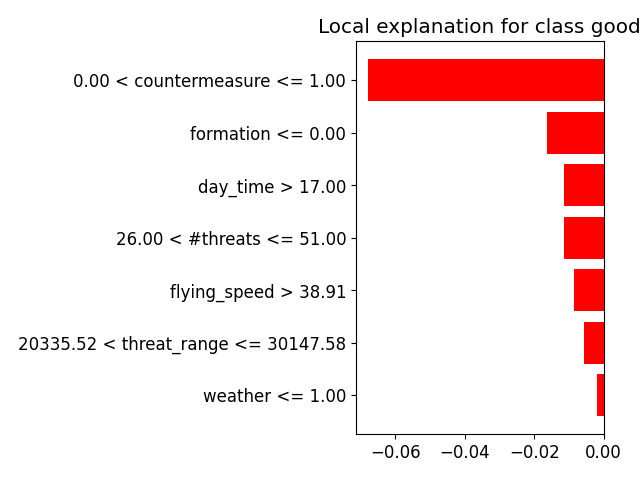 Local explanation for class good
0.00 < countermeasure <= 1.00
formation <= 0.00
day_time > 17.00
26.00 < #threats <= 51.00
flying_speed > 38.91
20335.52 < threat_range <= 30147.58
weather <= 1.00
−0.06 −0.04 −0.02 0.00